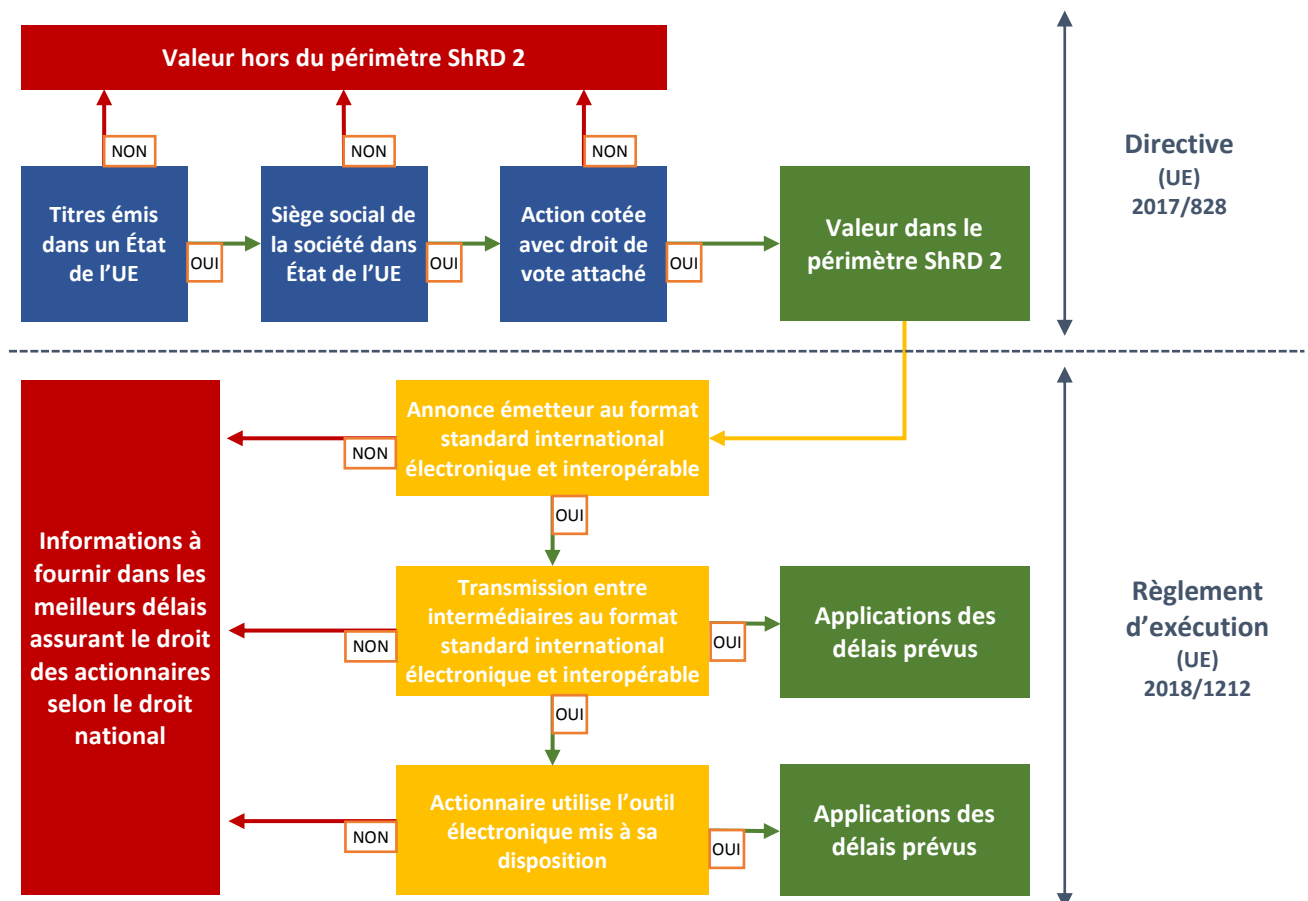 Valeur hors du périmètre ShRD 2
NON
NON
NON
Titres émis
dans un État
de l’UE
OUI
Siège social de
la société dans
État de l’UE
OUI
Action cotée
avec droit de
vote attaché
OUI
Valeur dans le
périmètre ShRD 2
Directive
(UE)
2017/828
Annonce émetteur au format
standard international
électronique et interopérable
NON
OUI
Informations à
fournir dans les
meilleurs délais
assurant le droit
des actionnaires
selon le droit
national
Transmission entre
intermédiaires au format
standard international
électronique et interopérable
NON
OUI
Applications des
délais prévus
OUI
Règlement
d’exécution
(UE)
2018/1212
Actionnaire utilise l’outil
électronique mis à sa
disposition
NON
OUI
Applications des
délais prévus